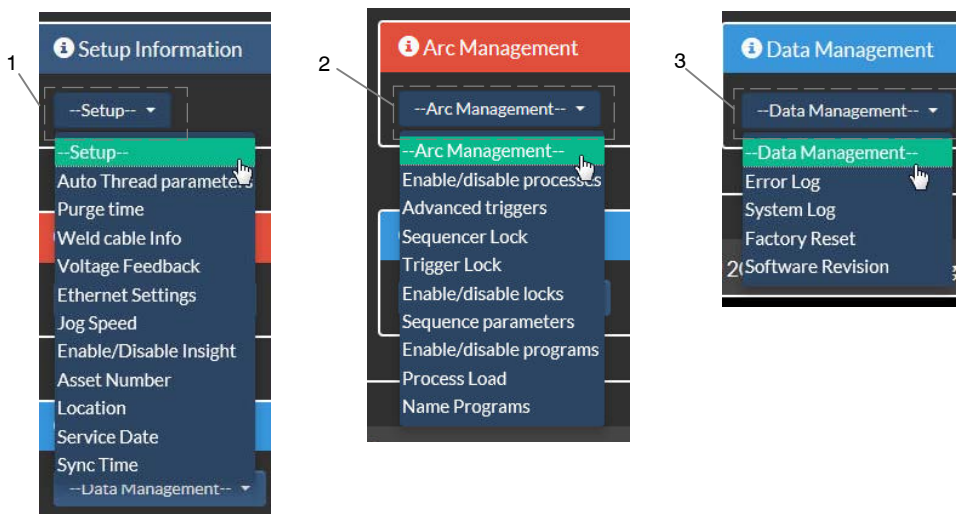 1
Setup Information
--Setup--
--Setup--
Auto Thread parameters
Purge time
Weld cable Info
Voltage Feedback
Ethernet Settings
Jog Speed
Enable/Disable Insight
Asset Number
Location
Service Date
Sync Time
--Data Management--
2
Arc Management
--Arc Management--
--Arc Management--
Enable/disable processes
Advanced triggers
Sequencer Lock
Trigger Lock
Enable/disable locks
Sequence parameters
Enable/disable programs
Process Load
Name Programs
3
Data Management
--Data Management--
--Data Management--
Error Log
System Log
Factory Reset
Software Revision